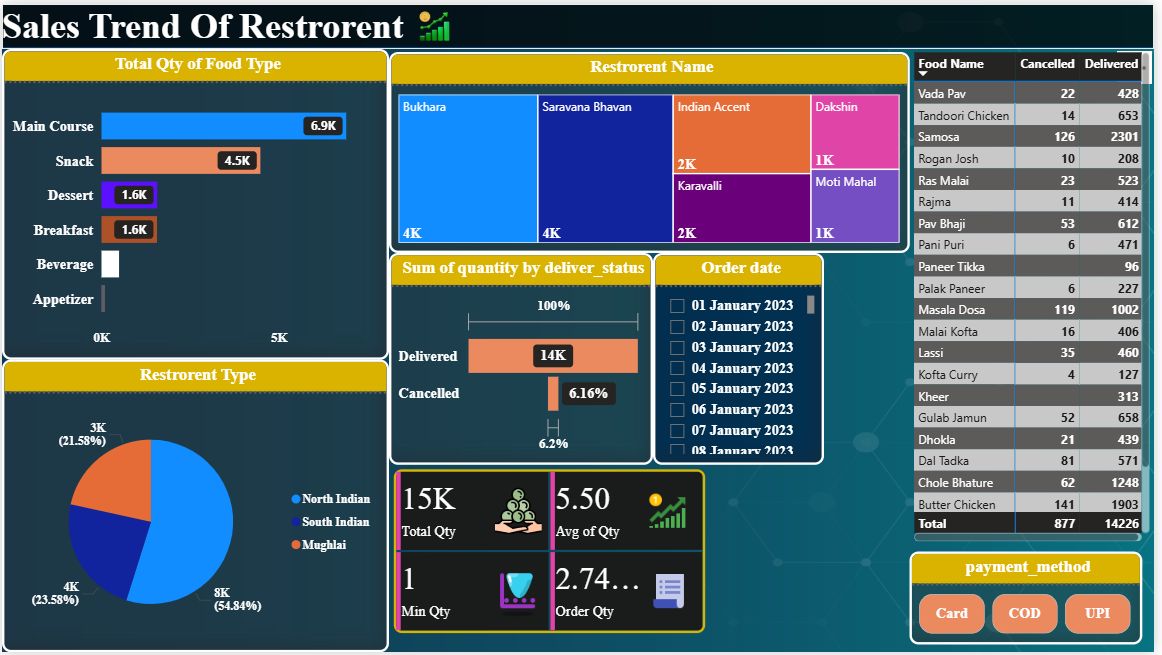 Sales Trend Of Restrorent
Total Qty of Food Type
Main Course 6.9K
Snack 4.5K
Dessert 1.6K
Breakfast 1.6K
Beverage
Appetizer
0K 5K
Restrorent Type
3K
(21.58%)
4K
(23.58%)
8K
(54.84%)
North Indian
South Indian
Mughlai
Restrorent Name
Bukhara
4K
Saravana Bhavan
4K
Indian Accent
2K
Karavalli
2K
Dakshin
1K
Moti Mahal
1K
Sum of quantity by deliver_status
100%
Delivered 14K
Cancelled 6.16%
6.2%
Order date
01 January 2023
02 January 2023
03 January 2023
04 January 2023
05 January 2023
06 January 2023
07 January 2023
08 January 2023
15K
Total Qty
5.50
Avg of Qty
1
Min Qty
2.74...
Order Qty
Food Name Cancelled Delivered
Vada Pav 22 428
Tandoori Chicken 14 653
Samosa 126 2301
Rogan Josh 10 208
Ras Malai 23 523
Rajma 11 414
Pav Bhaji 53 612
Pani Puri 6 471
Paneer Tikka 96
Palak Paneer 6 227
Masala Dosa 119 1002
Malai Kofta 16 406
Lassi 35 460
Kofta Curry 4 127
Kheer 313
Gulab Jamun 52 658
Dhokla 21 439
Dal Tadka 81 571
Chole Bhature 62 1248
Butter Chicken 141 1903
Total 877 14226
payment_method
Card COD UPI